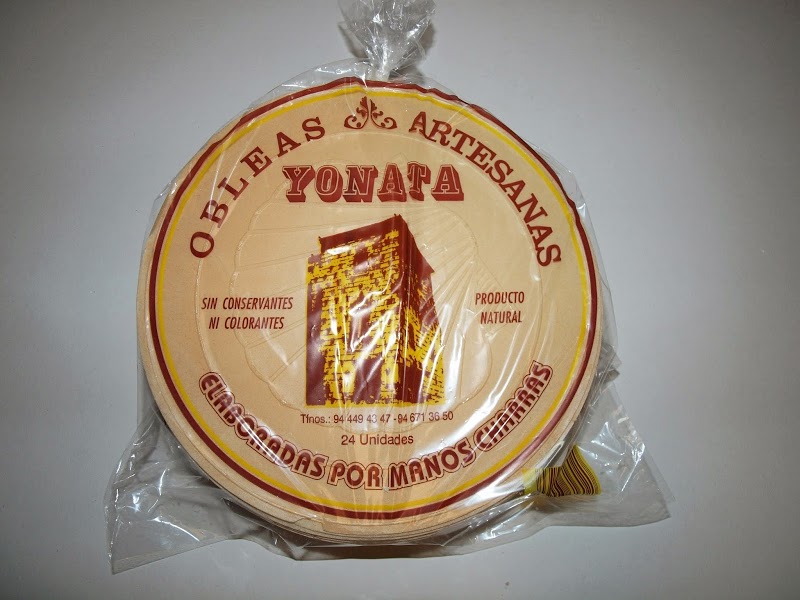 OBLEAS ARTESANAS
YONATA
SIN CONSERVANTES
NI COLORANTES
PRODUCTO
NATURAL
Tfnos.: 94 449 43 47 - 94 671 36 50
24 Unidades
ELABORADAS POR MANOS CHARRAS